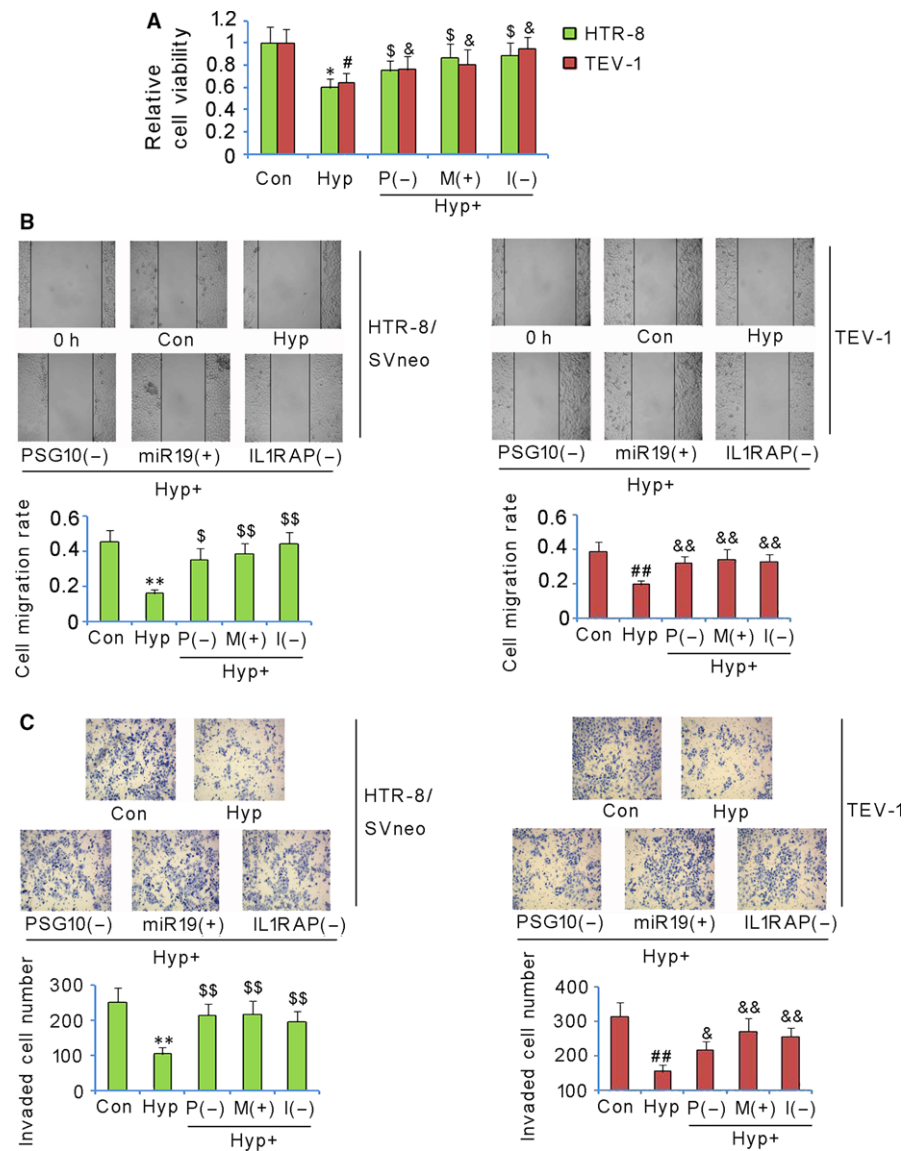 A
Relative
cell viability
1.2
1
0.8
0.6
0.4
0.2
0
* # $ & $ & $ &
HTR-8
TEV-1
Con Hyp P(−) M(+) I(−)
Hyp+
B
0 h Con Hyp
PSG10(−) miR19(+) IL1RAP(−)
Hyp+
HTR-8/
SVneo
Cell migration rate
0.6
0.4
0.2
0
** $ $$ $$
Con Hyp P(−) M(+) I(−)
Hyp+
0 h Con Hyp
PSG10(−) miR19(+) IL1RAP(−)
Hyp+
TEV-1
Cell migration rate
0.6
0.4
0.2
0
## && && &&
Con Hyp P(−) M(+) I(−)
Hyp+
C
Con Hyp
PSG10(−) miR19(+) IL1RAP(−)
Hyp+
HTR-8/
SVneo
Invaded cell number
300
200
100
0
** $$ $$ $$
Con Hyp P(−) M(+) I(−)
Hyp+
Con Hyp
PSG10(−) miR19(+) IL1RAP(−)
Hyp+
TEV-1
Invaded cell number
400
300
200
100
## & && &&
Con Hyp P(−) M(+) I(−)
Hyp+